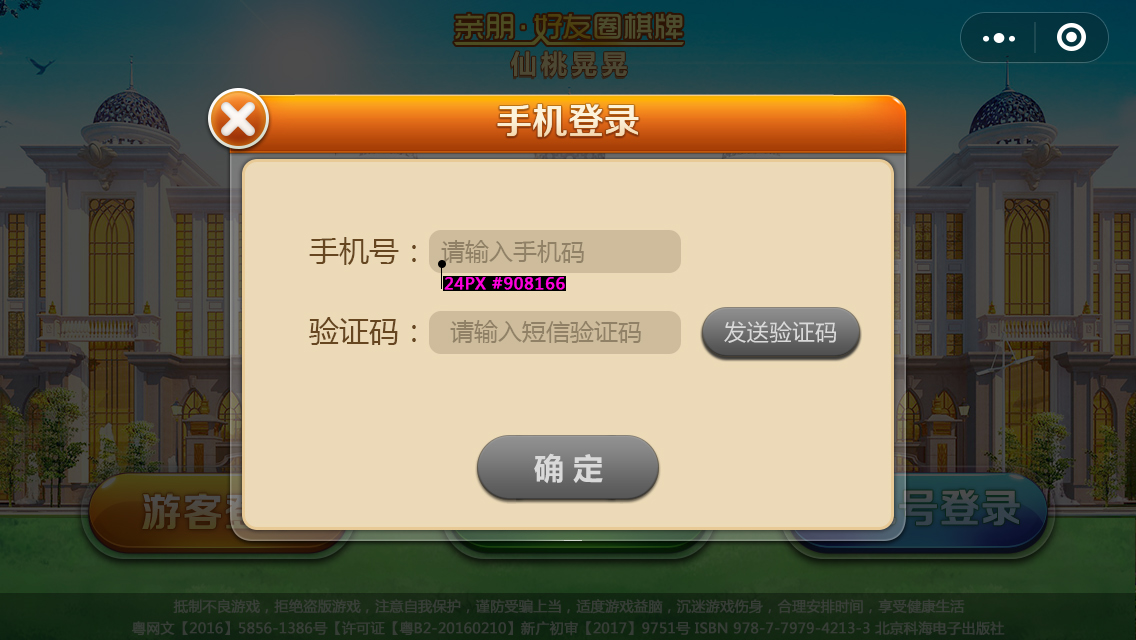 亲朋·好友圈棋牌
仙桃晃晃
手机登录
手机号：请输入手机码
24PX #908166
验证码：请输入短信验证码 发送验证码
确 定
游客 号登录
抵制不良游戏，拒绝盗版游戏，注意自我保护，谨防受骗上当，适度游戏益脑，沉迷游戏伤身，合理安排时间，享受健康生活
粤网文【2016】5856-1386号【许可证【粤B2-20160210】新广初审【2017】9751号 ISBN 978-7-7979-4213-3 北京科海电子出版社